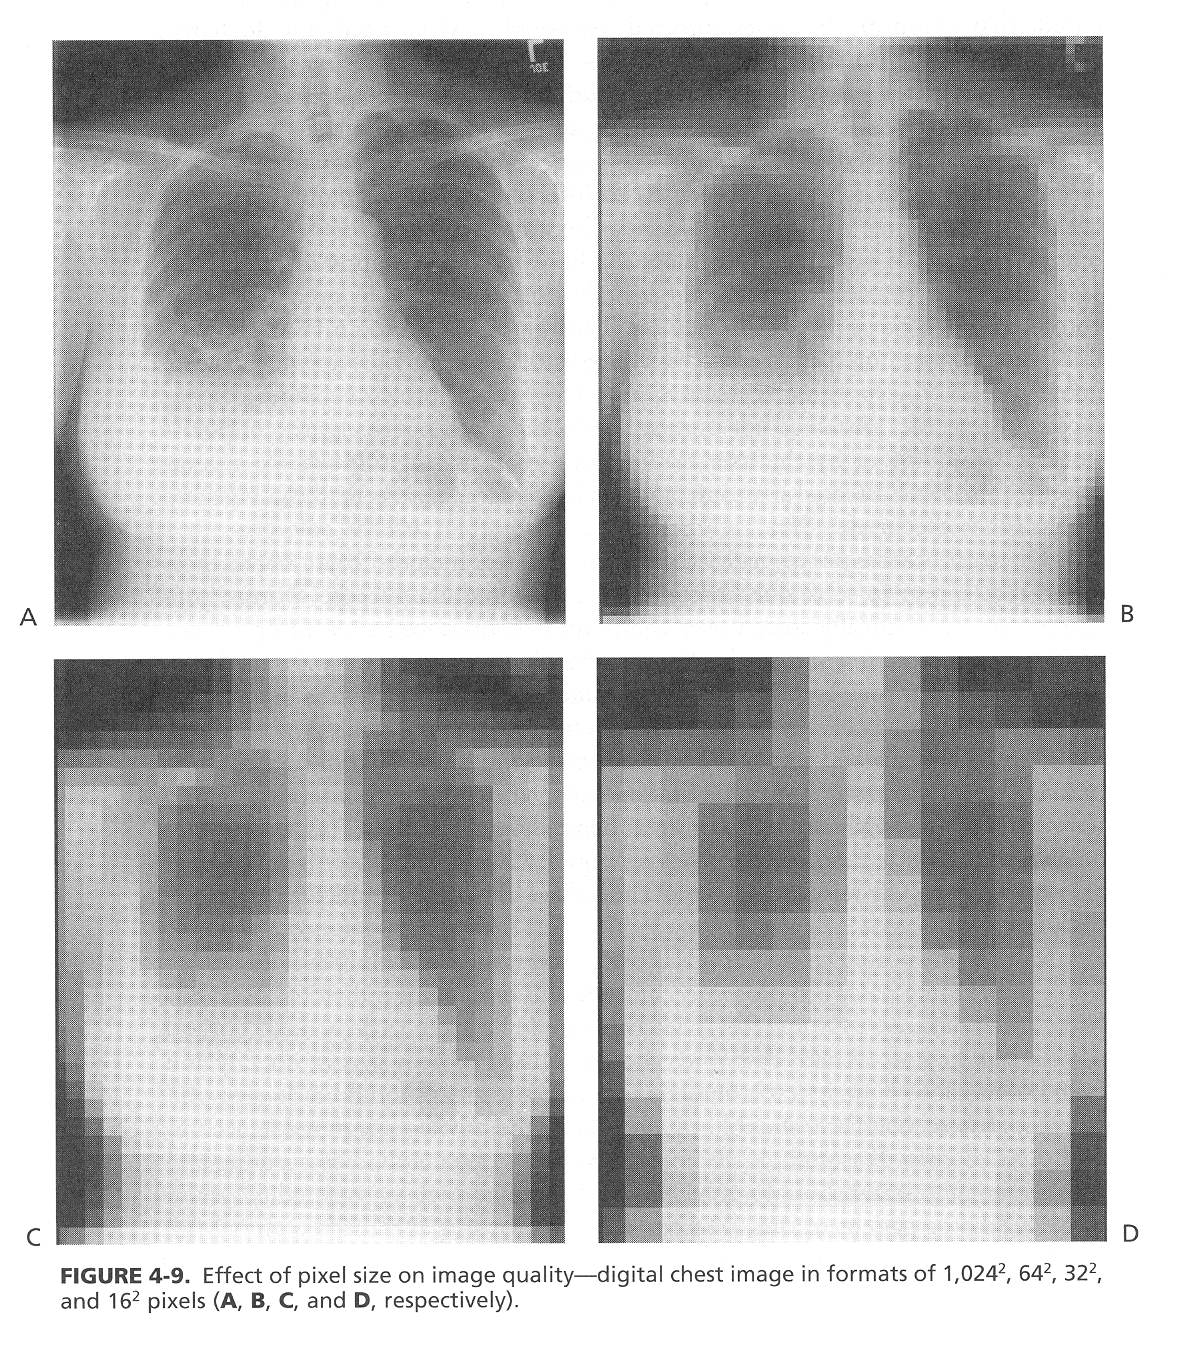 A
B
C
D
FIGURE 4-9. Effect of pixel size on image quality—digital chest image in formats of 1,024², 64², 32²,
and 16² pixels (A, B, C, and D, respectively).